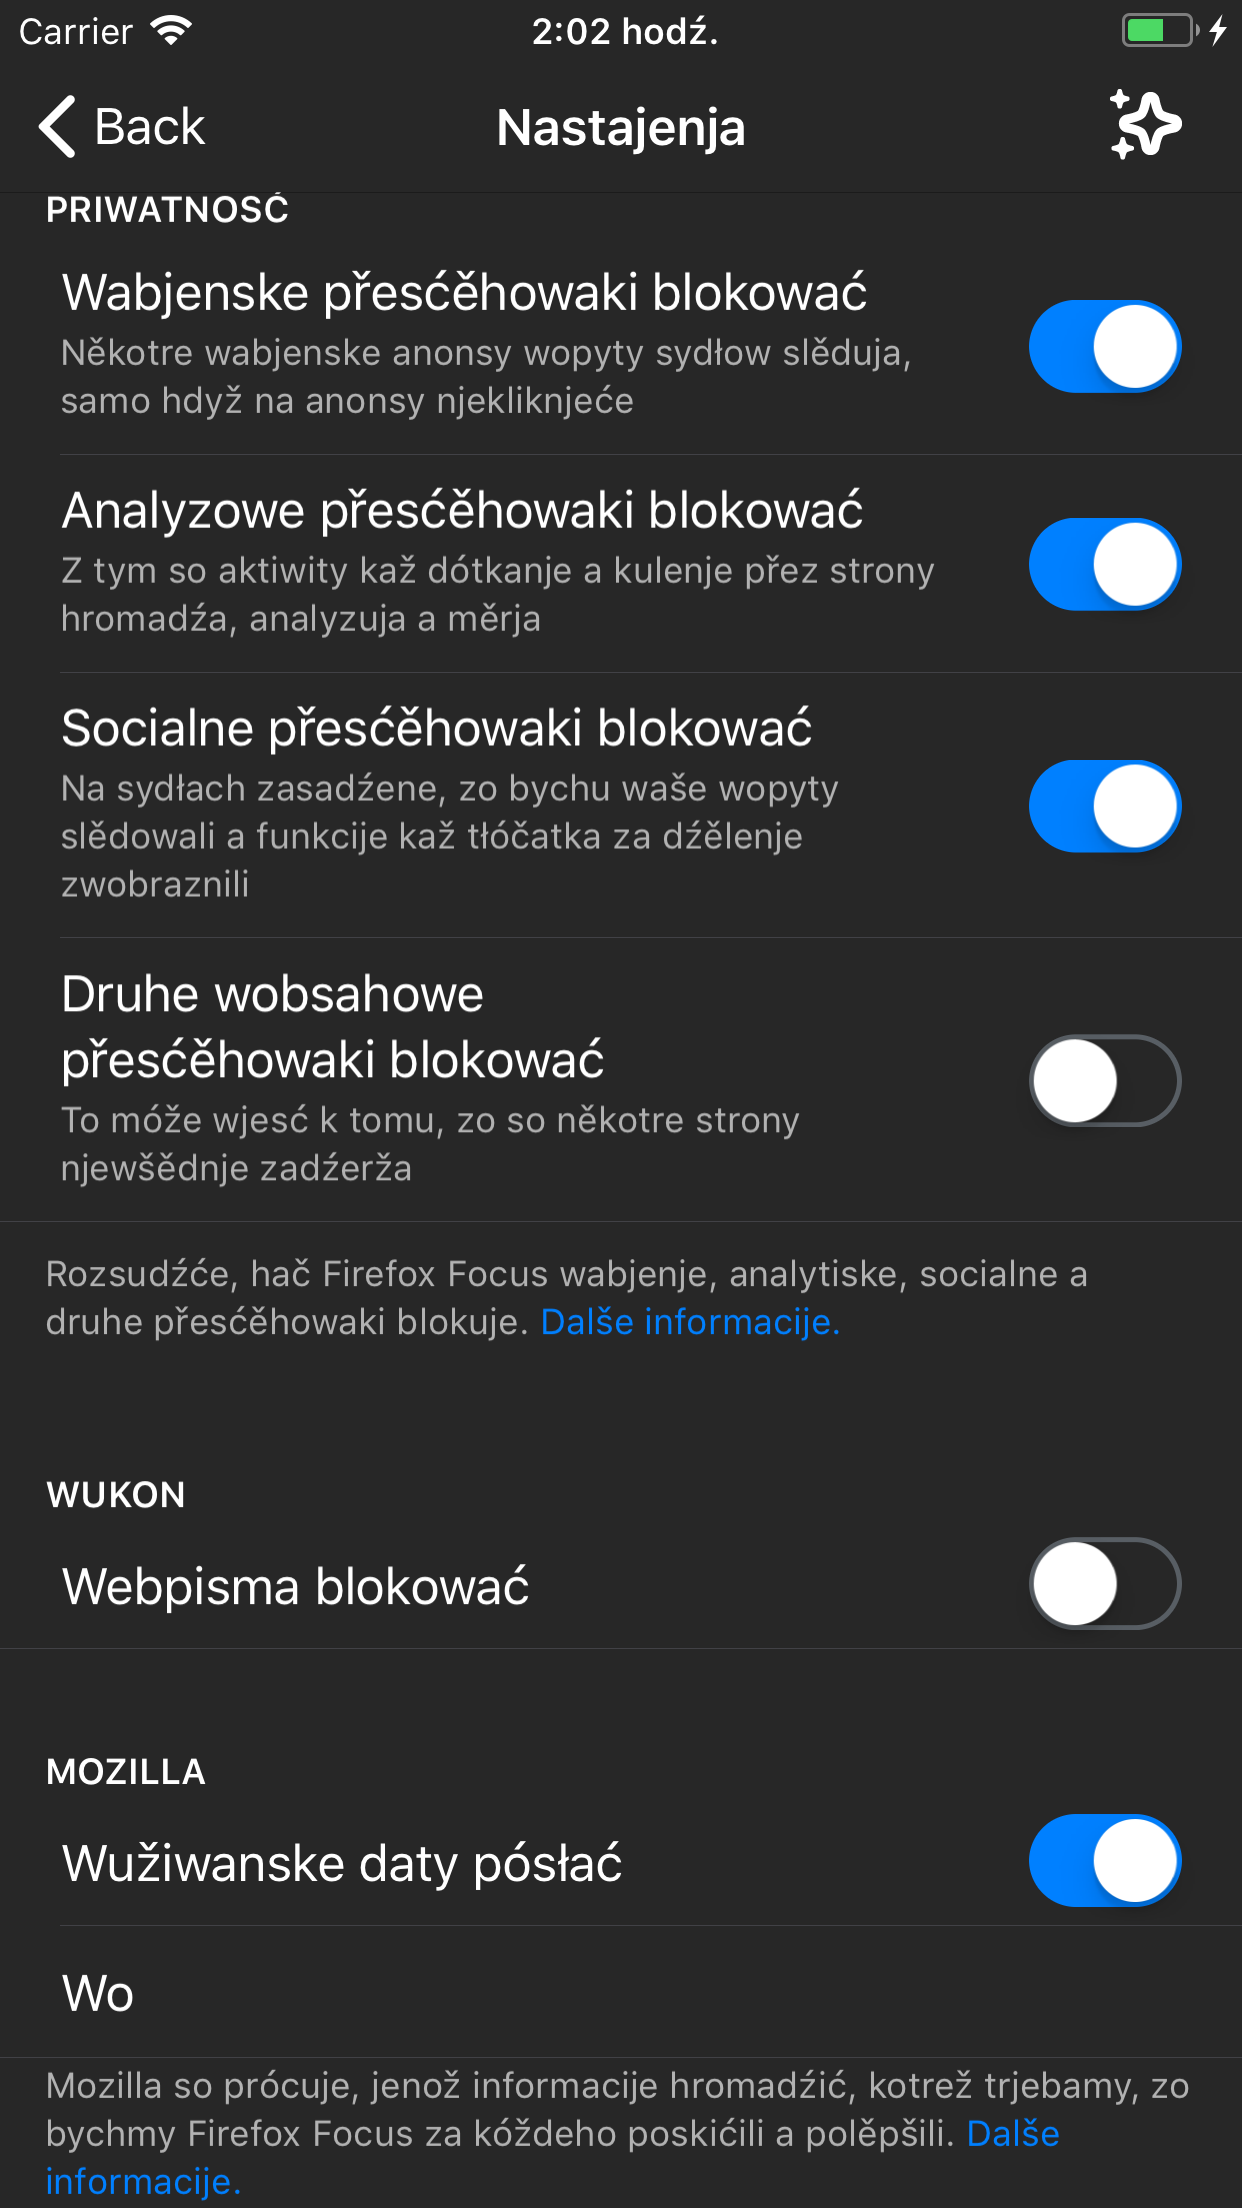 Carrier
2:02 hodź.
Back
Nastajenja
PRIWATNOSĆ
Wabjenske přesćěhowaki blokować
Někotre wabjenske anonsy wopyty sydłow slěduja,
samo hdyž na anonsy njekliknjeće
Analyzowe přesćěhowaki blokować
Z tym so aktiwity kaž dótkanje a kulenje přez strony
hromadźa, analyzuja a měrja
Socialne přesćěhowaki blokować
Na sydłach zasadźene, zo bychu waše wopyty
slědowali a funkcije kaž tłóčatka za dźělenje
zwobraznili
Druhe wobsahowe
přesćěhowaki blokować
To móže wjesć k tomu, zo so někotre strony
njewšědnje zadźerža
Rozsudźće, hač Firefox Focus wabjenje, analytiske, socialne a
druhe přesćěhowaki blokuje. Dalše informacije.
WUKON
Webpisma blokować
MOZILLA
Wužiwanske daty pósłać
Wo
Mozilla so prócuje, jenož informacije hromadźić, kotrež trjebamy, zo
bychmy Firefox Focus za kóždeho poskićili a polěpšili. Dalše
informacije.